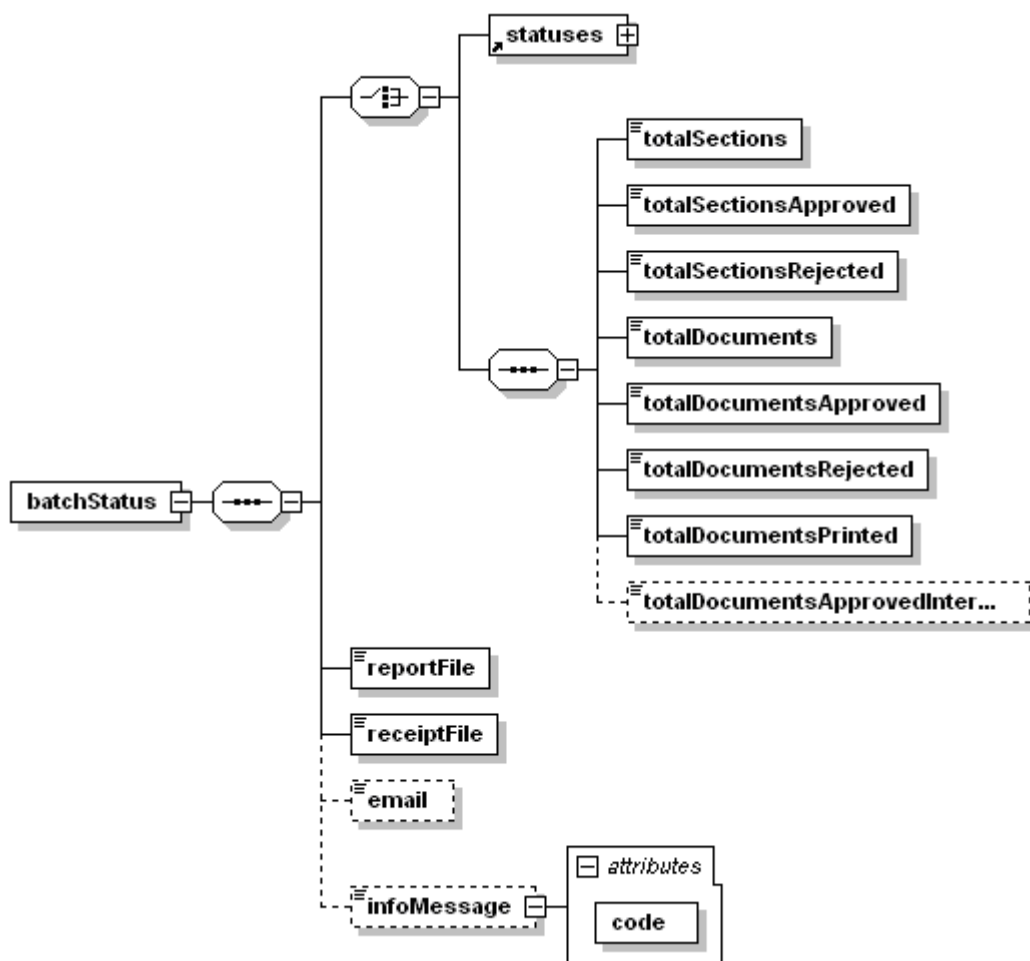 statuses
totalSections
totalSectionsApproved
totalSectionsRejected
totalDocuments
totalDocumentsApproved
totalDocumentsRejected
batchStatus
totalDocumentsPrinted
totalDocumentsApprovedInter...
reportFile
receiptFile
email
attributes
infoMessage
code